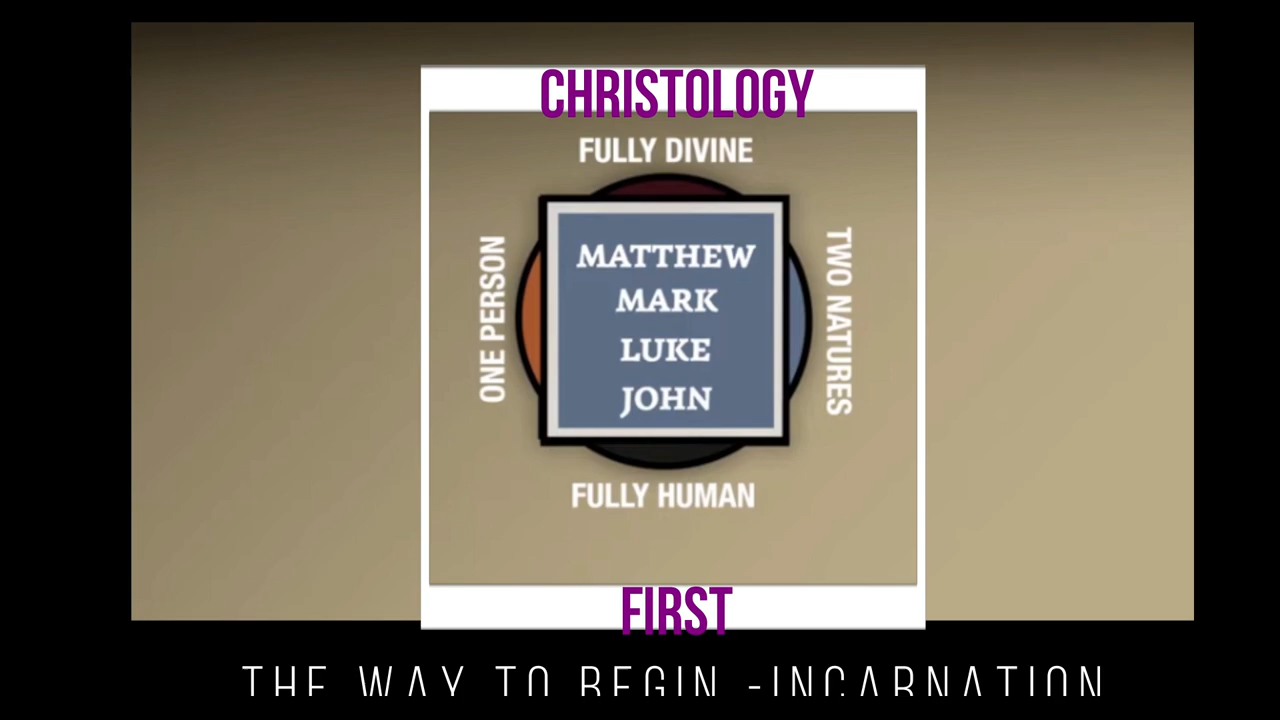 CHRISTOLOGY
FULLY DIVINE
ONE PERSON
MATTHEW
MARK
LUKE
JOHN
TWO NATURES
FULLY HUMAN
FIRST
THE WAY TO BEGIN -INCARNATION